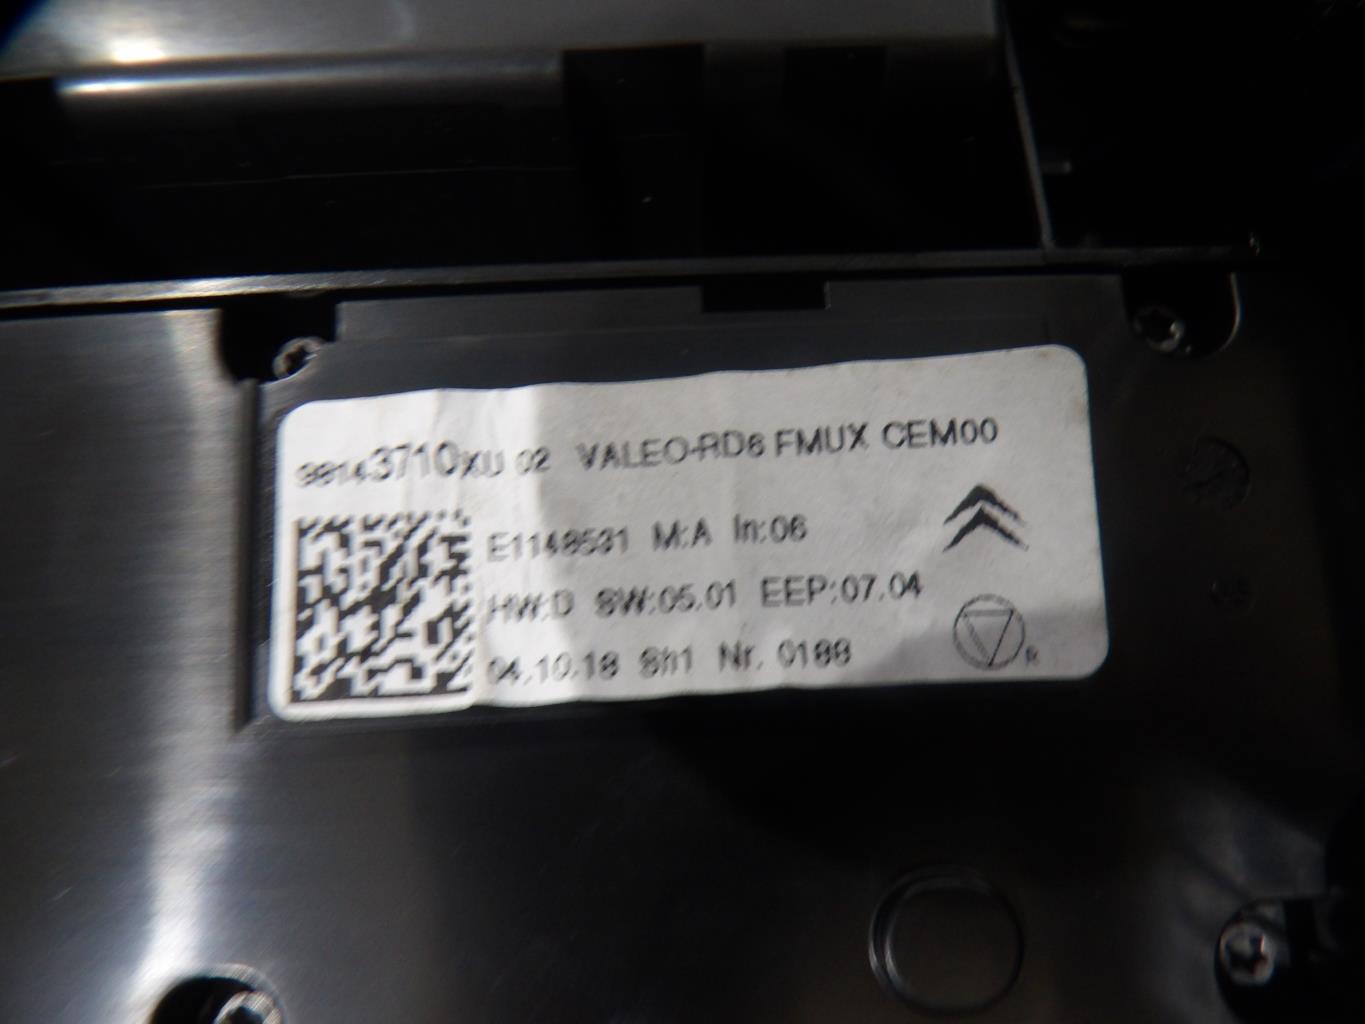 98143710XU 02 VALEO-RD6 FMUX CEM00
E1148531 M:A In:06
HW:D SW:05.01 EEP:07.04
04.10.18 Sh1 Nr. 0188
R